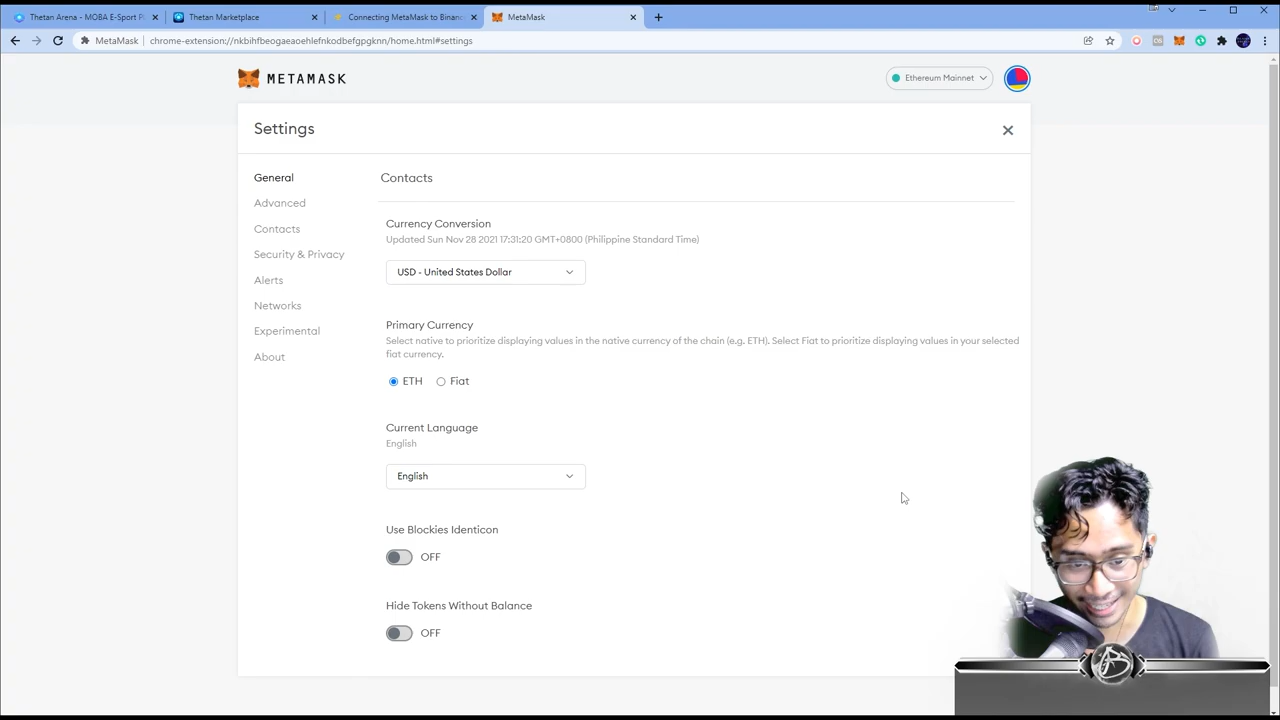 Thetan Arena - MOBA E-Sport Pl
Thetan Marketplace
Connecting MetaMask to Binanc
MetaMask
MetaMask
chrome-extension://nkbihfbeogaeaoehlefnkodbefgpgknn/home.html#settings
METAMASK
Ethereum Mainnet
Settings
General
Advanced
Contacts
Security & Privacy
Alerts
Networks
Experimental
About
Contacts
Currency Conversion
Updated Sun Nov 28 2021 17:31:20 GMT+0800 (Philippine Standard Time)
USD - United States Dollar
Primary Currency
Select native to prioritize displaying values in the native currency of the chain (e.g. ETH). Select Fiat to prioritize displaying values in your selected
fiat currency.
ETH
Fiat
Current Language
English
English
Use Blockies Identicon
OFF
Hide Tokens Without Balance
OFF